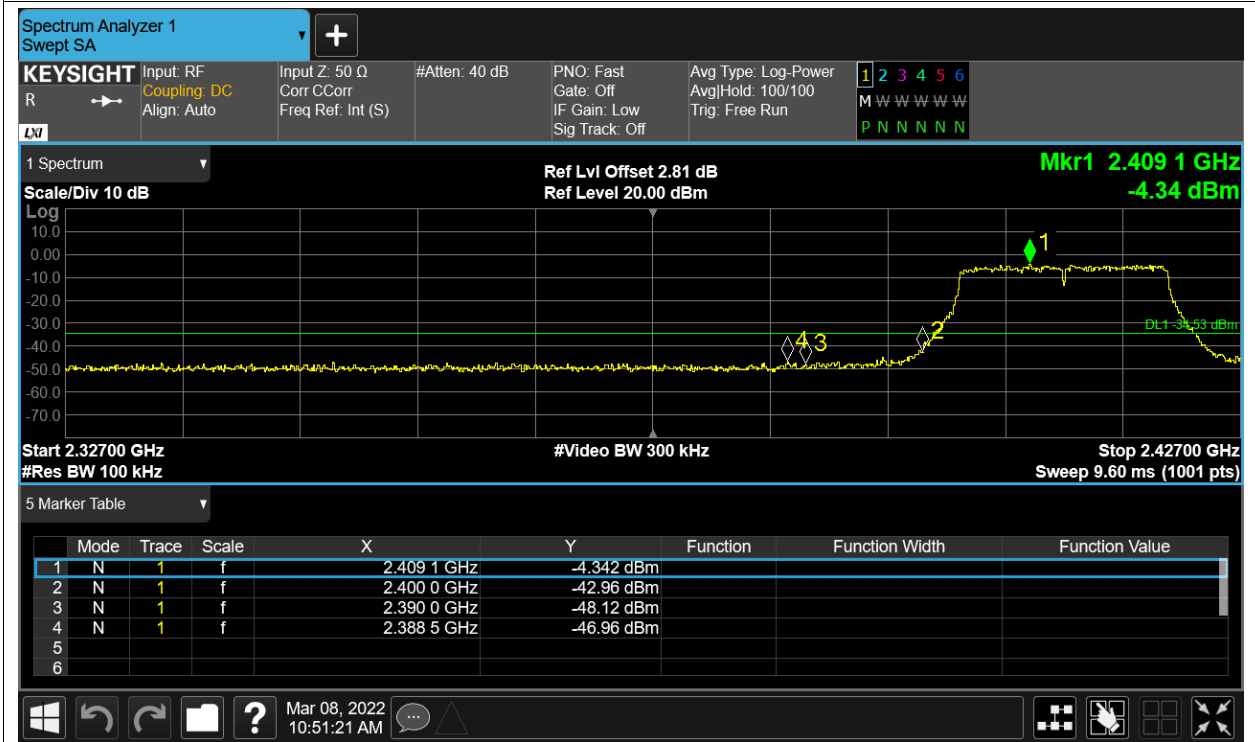 Spectrum Analyzer 1
Swept SA
KEYSIGHT
R
LXI
Input: RF
Coupling: DC
Align: Auto
Input Z: 50 Ω
Corr CCorr
Freq Ref: Int (S)
#Atten: 40 dB
PNO: Fast
Gate: Off
IF Gain: Low
Sig Track: Off
Avg Type: Log-Power
Avg|Hold: 100/100
Trig: Free Run
1 2 3 4 5 6
M W W W W W
P N N N N N
1 Spectrum
Scale/Div 10 dB
Ref Lvl Offset 2.81 dB
Ref Level 20.00 dBm
Mkr1 2.409 1 GHz
-4.34 dBm
Log
10.0
0.00
-10.0
-20.0
-30.0
-40.0
-50.0
-60.0
-70.0
1
2
4 3
DL1 -34.53 dBm
Start 2.32700 GHz
#Res BW 100 kHz
#Video BW 300 kHz
Stop 2.42700 GHz
Sweep 9.60 ms (1001 pts)
5 Marker Table
Mode Trace Scale X Y Function Function Width Function Value
1 N 1 f 2.409 1 GHz -4.342 dBm
2 N 1 f 2.400 0 GHz -42.96 dBm
3 N 1 f 2.390 0 GHz -48.12 dBm
4 N 1 f 2.388 5 GHz -46.96 dBm
5
6
?
Mar 08, 2022
10:51:21 AM